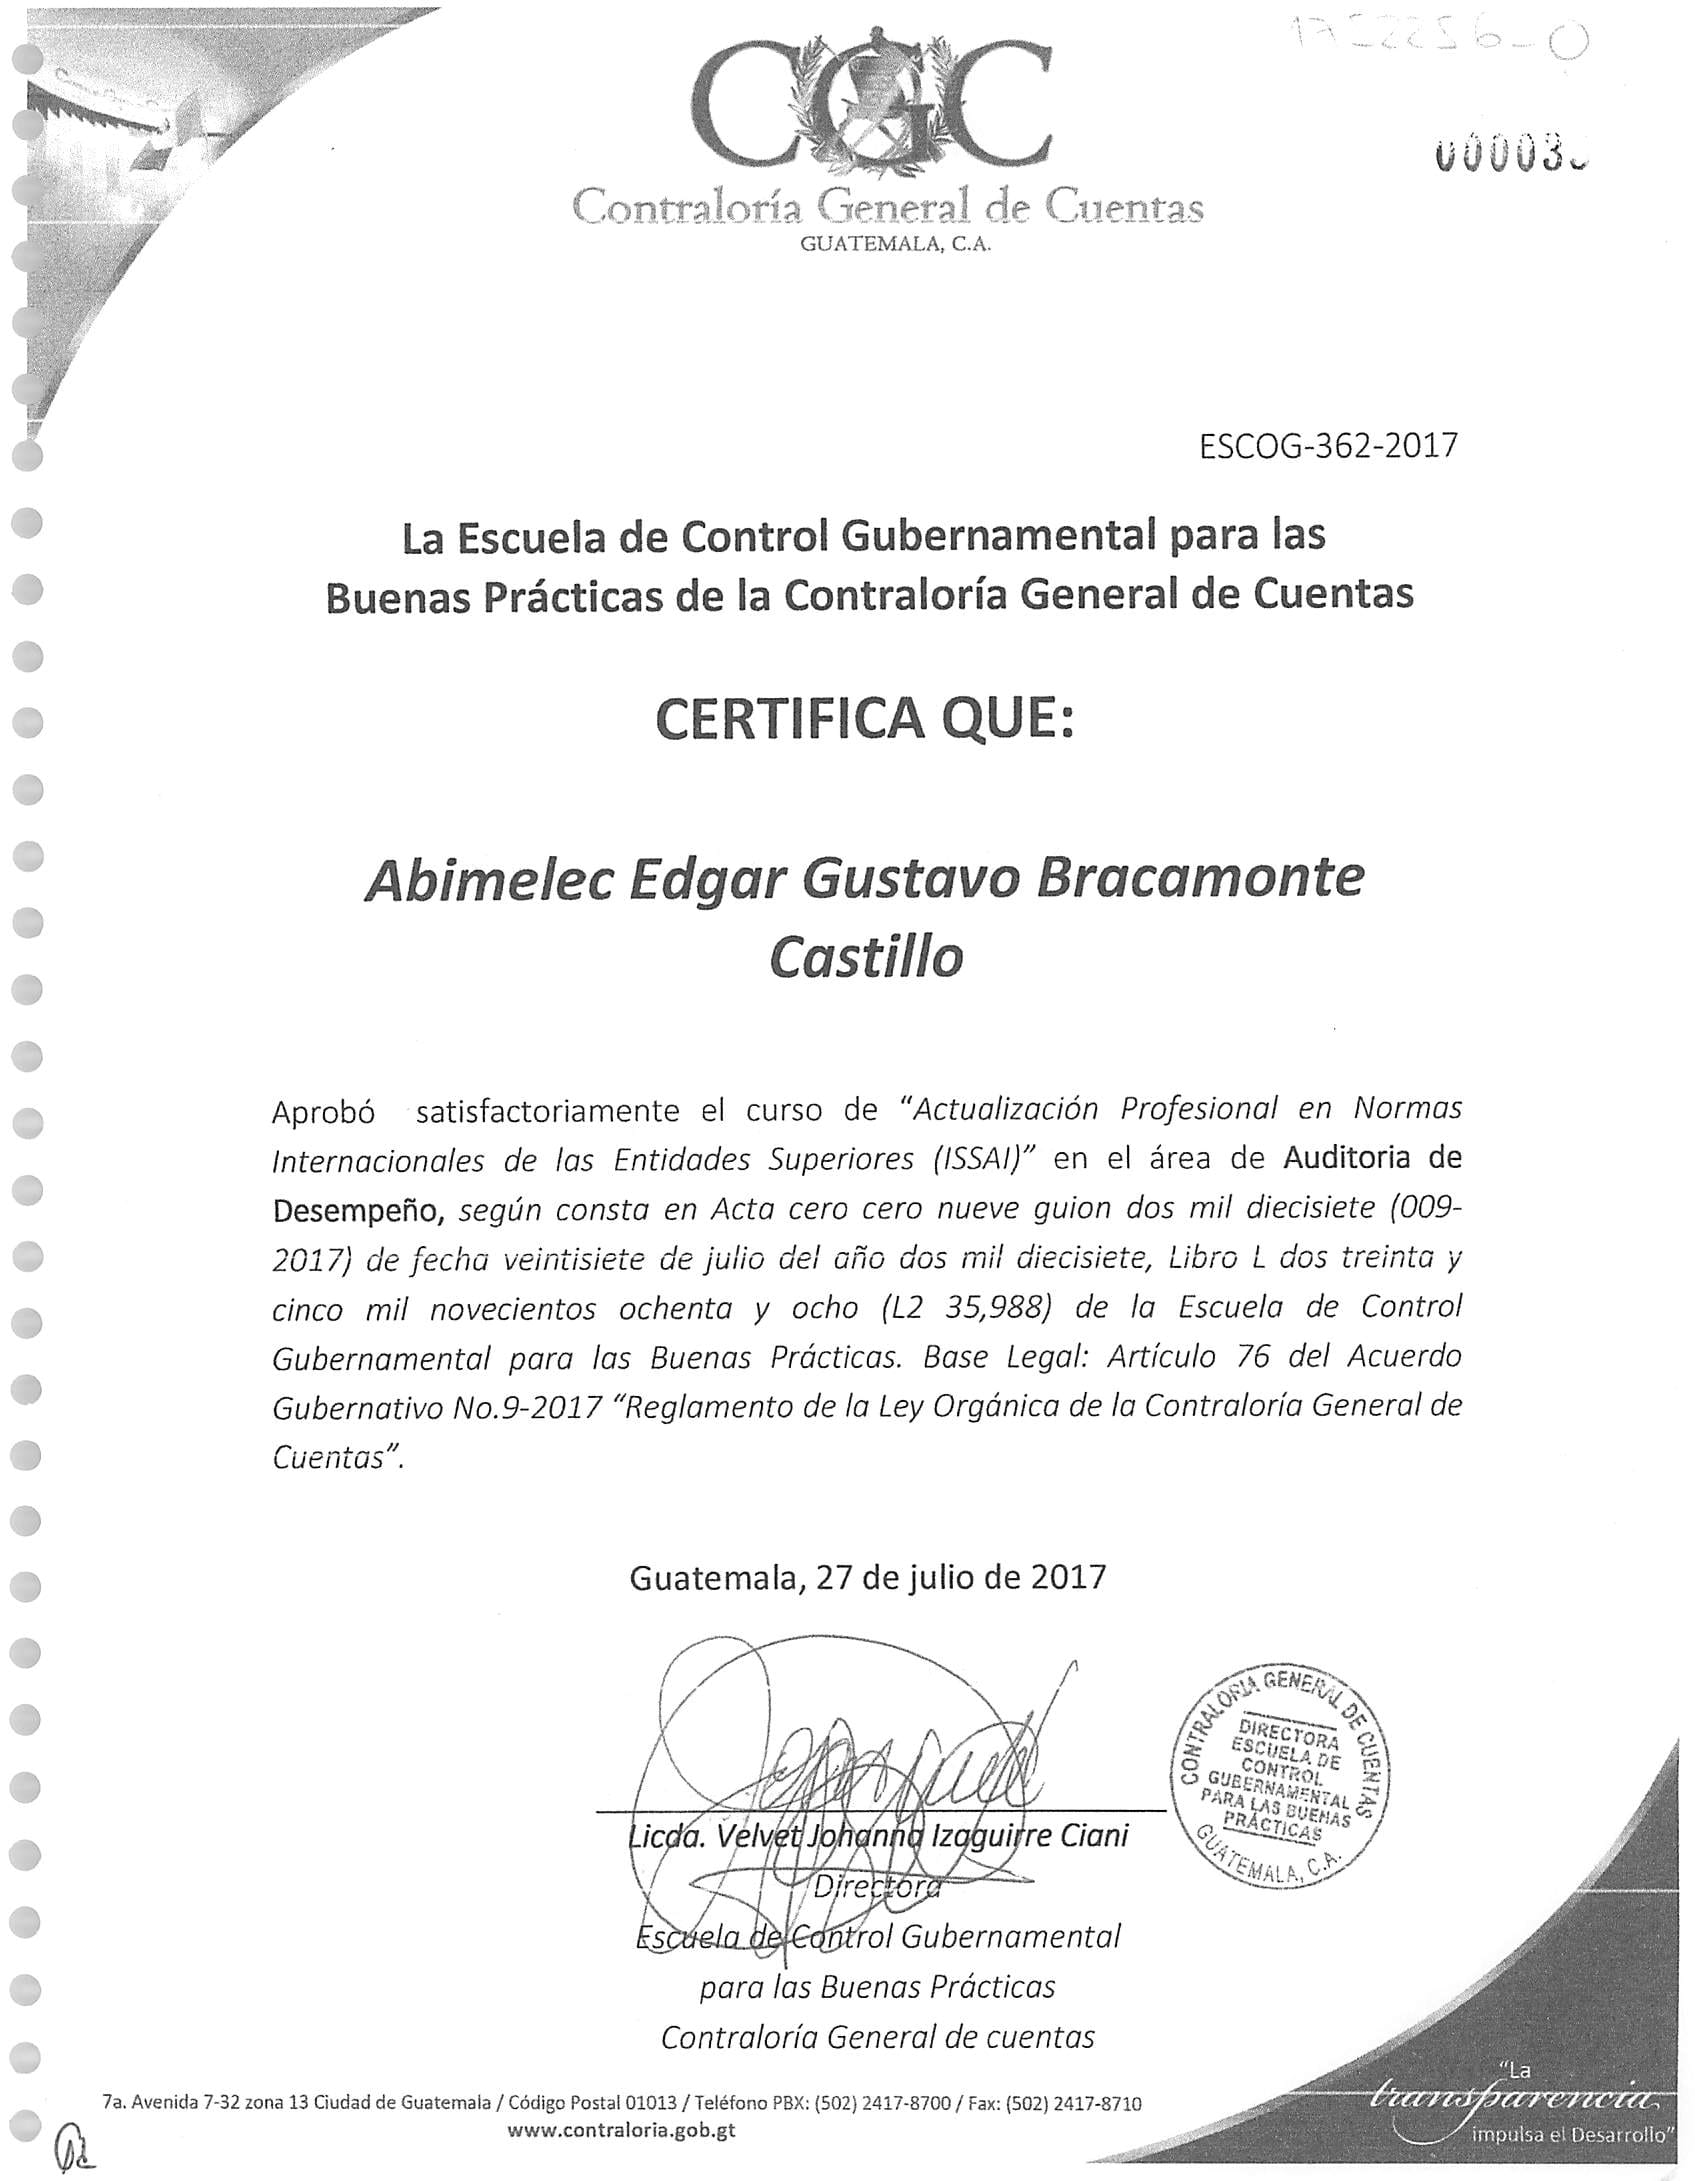 CGC
Contraloría General de Cuentas
GUATEMALA, C.A.
ESCOG-362-2017
La Escuela de Control Gubernamental para las
Buenas Prácticas de la Contraloría General de Cuentas
CERTIFICA QUE:
Abimelec Edgar Gustavo Bracamonte
Castillo
Aprobó satisfactoriamente el curso de “Actualización Profesional en Normas
Internacionales de las Entidades Superiores (ISSAI)” en el área de Auditoria de
Desempeño, según consta en Acta cero cero nueve guion dos mil diecisiete (009-
2017) de fecha veintisiete de julio del año dos mil diecisiete, Libro L dos treinta y
cinco mil novecientos ochenta y ocho (L2 35,988) de la Escuela de Control
Gubernamental para las Buenas Prácticas. Base Legal: Artículo 76 del Acuerdo
Gubernativo No.9-2017 “Reglamento de la Ley Orgánica de la Contraloría General de
Cuentas”.
Guatemala, 27 de julio de 2017
Licda. Velvet Johanna Izaguirre Ciani
Directora
Escuela de Control Gubernamental
para las Buenas Prácticas
Contraloría General de cuentas
CONTRALORIA GENERAL DE CUENTAS
DIRECTORA
ESCUELA DE
CONTROL
GUBERNAMENTAL
PARA LAS BUENAS
PRÁCTICAS
GUATEMALA, C.A.
7a. Avenida 7-32 zona 13 Ciudad de Guatemala / Código Postal 01013 / Teléfono PBX: (502) 2417-8700 / Fax: (502) 2417-8710
www.contraloria.gob.gt
“La
transparencia
impulsa el Desarrollo”